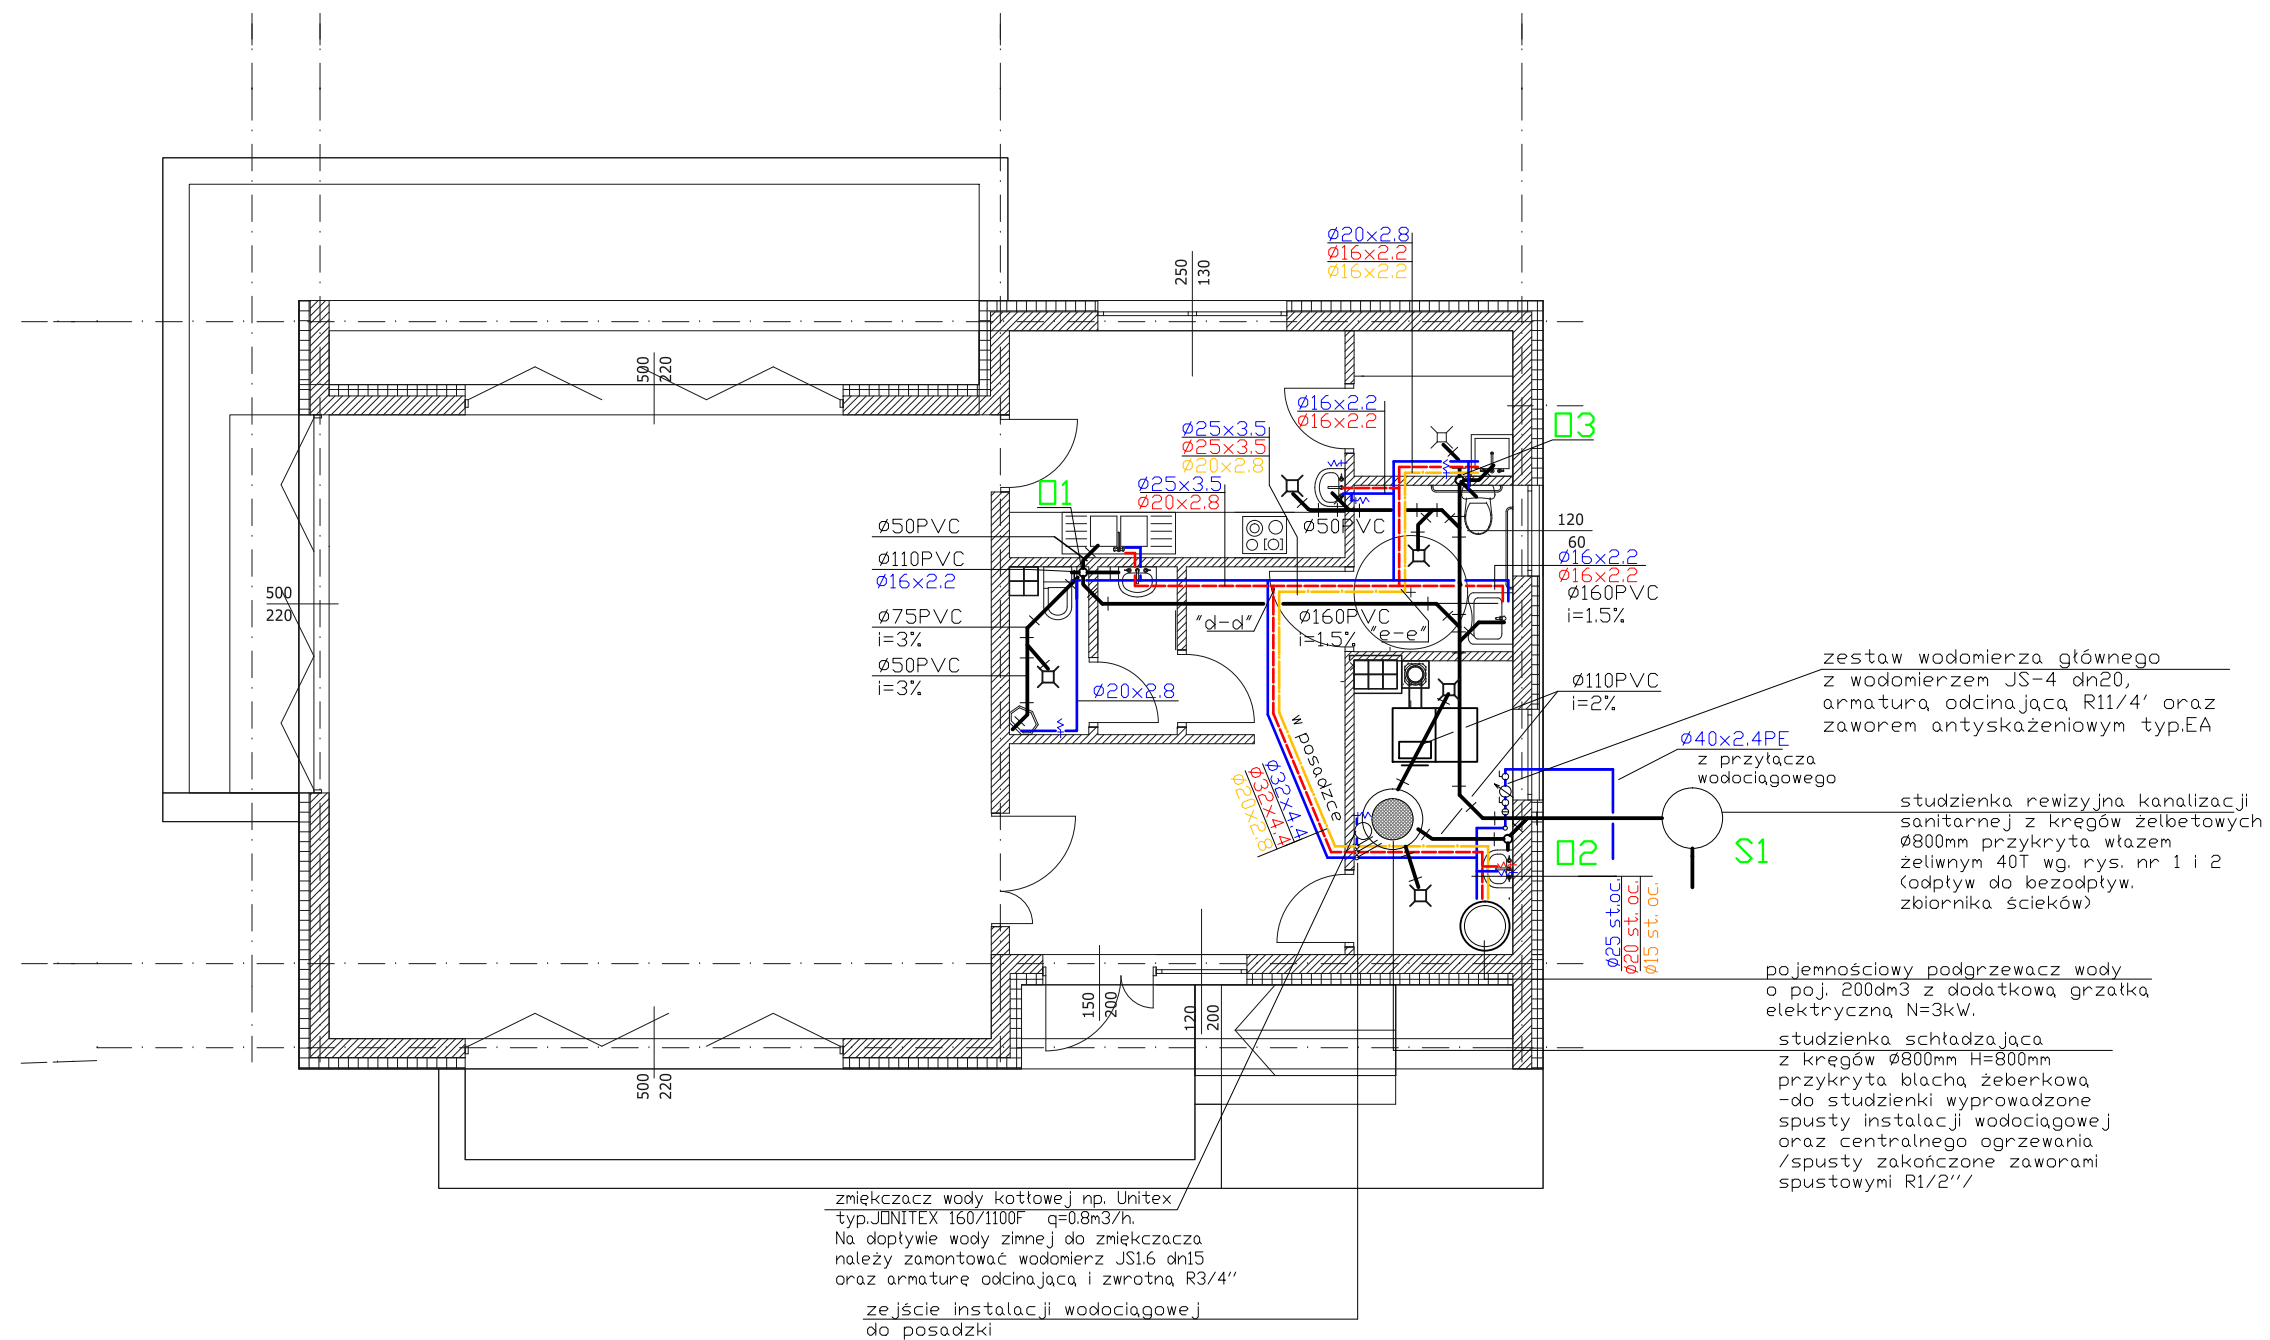 Ø20x2.8
Ø16x2.2
Ø16x2.2
250
130
500
220
Ø16x2.2
Ø16x2.2
O3
Ø25x3.5
Ø25x3.5
Ø20x2.8
Ø25x3.5
Ø20x2.8
O1
Ø50PVC
Ø50PVC
120
60
Ø110PVC
Ø16x2.2
Ø16x2.2
Ø16x2.2
Ø160PVC
i=1.5%
500
220
Ø75PVC
i=3%
"d-d"
Ø160PVC
i=1.5%
"e-e"
Ø50PVC
i=3%
Ø20x2.8
Ø110PVC
i=2%
zestaw wodomierza głównego
z wodomierzem JS-4 dn20,
armaturą odcinającą R11/4' oraz
zaworem antyskażeniowym typ.EA
w posadzce
Ø40x2.4PE
z przyłącza
wodociągowego
Ø32x4.4
Ø32x4.4
Ø20x2.8
studzienka rewizyjna kanalizacji
sanitarnej z kręgów żelbetowych
Ø800mm przykryta włazem
żeliwnym 40T wg. rys. nr 1 i 2
(odpływ do bezodpływ.
zbiornika ścieków)
O2
S1
Ø25 st.oc.
Ø20 st. oc.
Ø15 st. oc.
pojemnościowy podgrzewacz wody
o poj. 200dm3 z dodatkową grzałką
elektryczną N=3kW.
150
200
120
200
studzienka schładzająca
z kręgów Ø800mm H=800mm
przykryta blachą żeberkową
-do studzienki wyprowadzone
spusty instalacji wodociągowej
oraz centralnego ogrzewania
/spusty zakończone zaworami
spustowymi R1/2''/
500
220
zmiękczacz wody kotłowej np. Unitex
typ.JONITEX 160/1100F q=0.8m3/h.
Na dopływie wody zimnej do zmiękczacza
należy zamontować wodomierz JS1.6 dn15
oraz armaturę odcinającą i zwrotną R3/4''
zejście instalacji wodociągowej
do posadzki